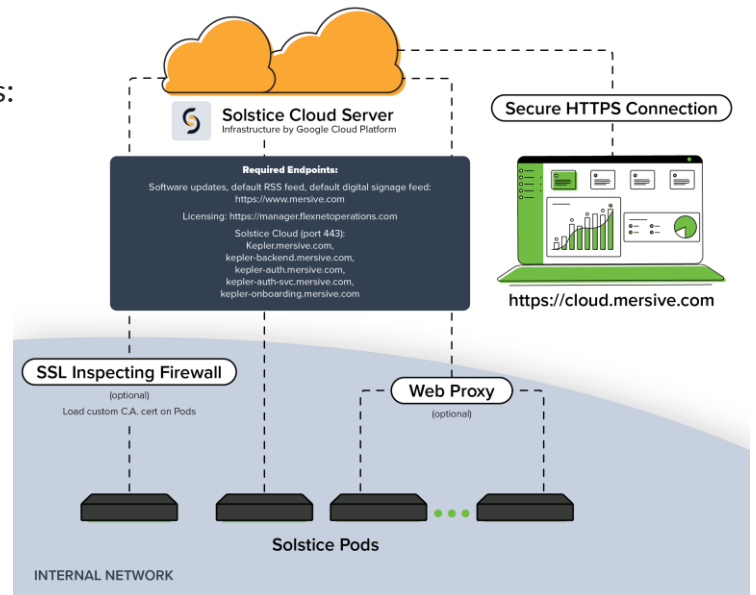 s:
Solstice Cloud Server
Infrastructure by Google Cloud Platform
Secure HTTPS Connection
Required Endpoints:
Software updates, default RSS feed, default digital signage feed:
https://www.mersive.com
Licensing: https://manager.flexnetoperations.com
Solstice Cloud (port 443):
Kepler.mersive.com,
kepler-backend.mersive.com,
kepler-auth.mersive.com,
kepler-auth-svc.mersive.com,
kepler-onboarding.mersive.com
https://cloud.mersive.com
SSL Inspecting Firewall
(optional)
Load custom C.A. cert on Pods
Web Proxy
(optional)
Solstice Pods
INTERNAL NETWORK